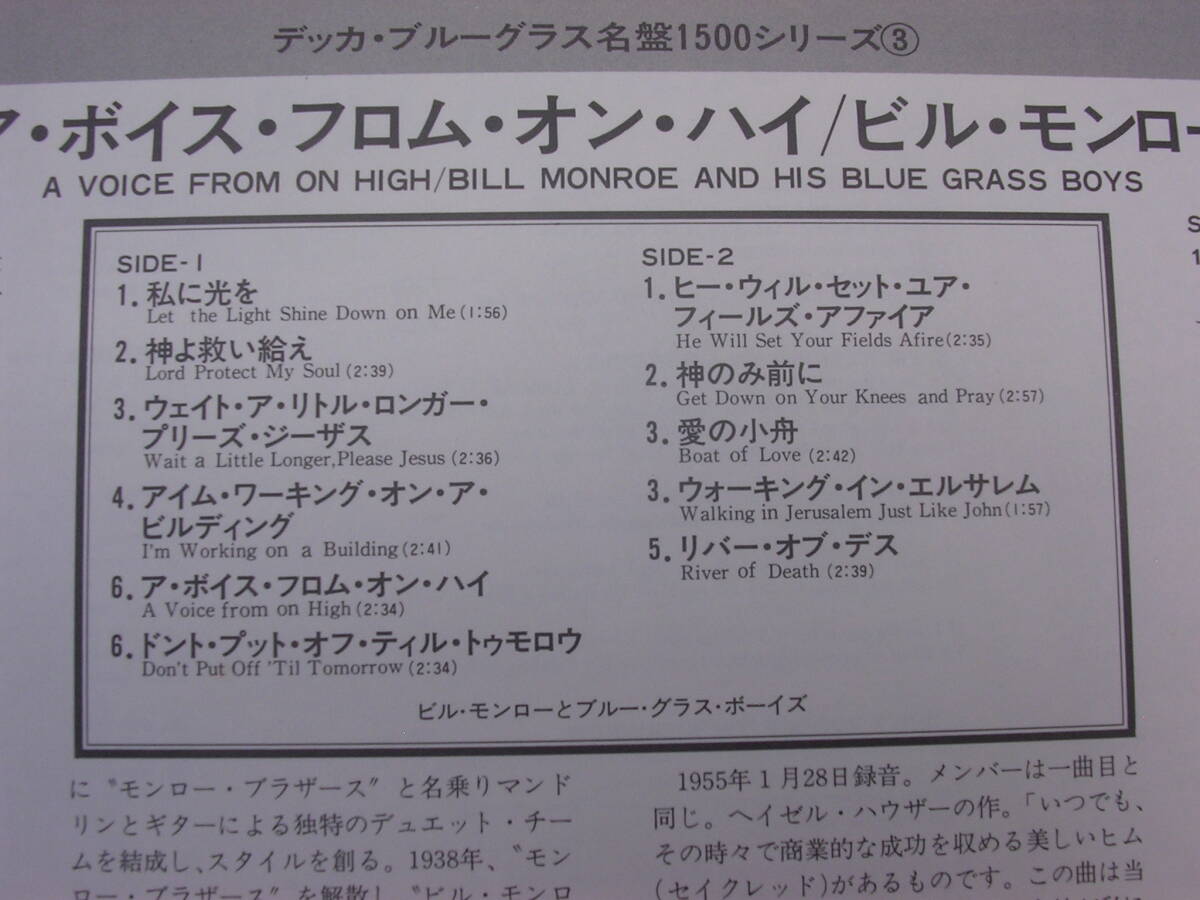 デッカ・ブルーグラス名盤1500シリーズ③
ア・ボイス・フロム・オン・ハイ/ビル・モンロー
A VOICE FROM ON HIGH/BILL MONROE AND HIS BLUE GRASS BOYS
SIDE-1
1. 私に光を
Let the Light Shine Down on Me(1:56)
2. 神よ救い給え
Lord Protect My Soul(2:39)
3. ウェイト・ア・リトル・ロンガー・
プリーズ・ジーザス
Wait a Little Longer,Please Jesus(2:36)
4. アイム・ワーキング・オン・ア・
ビルディング
I'm Working on a Building(2:41)
6. ア・ボイス・フロム・オン・ハイ
A Voice from on High(2:34)
6. ドント・プット・オフ・ティル・トゥモロウ
Don't Put Off 'Til Tomorrow(2:34)
SIDE-2
1. ヒー・ウィル・セット・ユア・
フィールズ・アファイア
He Will Set Your Fields Afire(2:35)
2. 神のみ前に
Get Down on Your Knees and Pray(2:57)
3. 愛の小舟
Boat of Love(2:42)
3. ウォーキング・イン・エルサレム
Walking in Jerusalem Just Like John(1:57)
5. リバー・オブ・デス
River of Death(2:39)
ビル・モンローとブルー・グラス・ボーイズ
に〝モンロー・ブラザース〟と名乗りマンド
リンとギターによる独特のデュエット・チー
ムを結成し、スタイルを創る。1938年、〝モン
ロー・ブラザース〟を解散し〝ビル・モンロ
1955年1月28日録音。メンバーは一曲目と
同じ。ヘイゼル・ハウザーの作。「いつでも、
その時々で商業的な成功を収める美しいヒム
(セイクレッド)があるものです。この曲は当